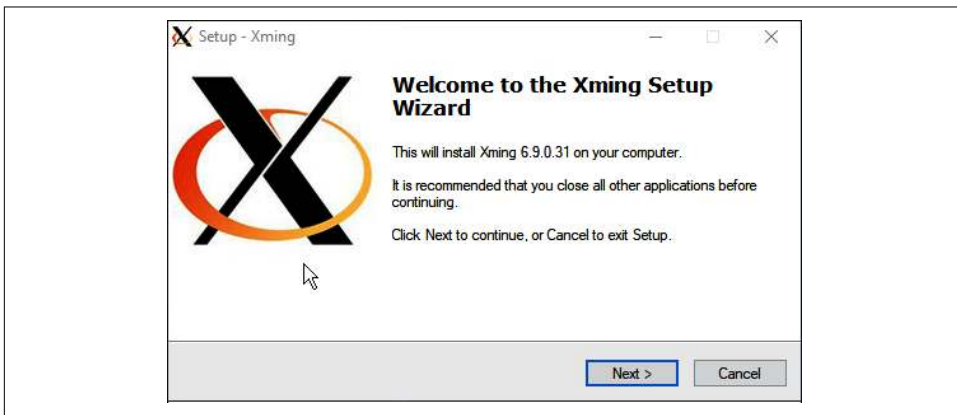 Setup - Xming
Welcome to the Xming Setup
Wizard
This will install Xming 6.9.0.31 on your computer.
It is recommended that you close all other applications before
continuing.
Click Next to continue, or Cancel to exit Setup.
Next >
Cancel